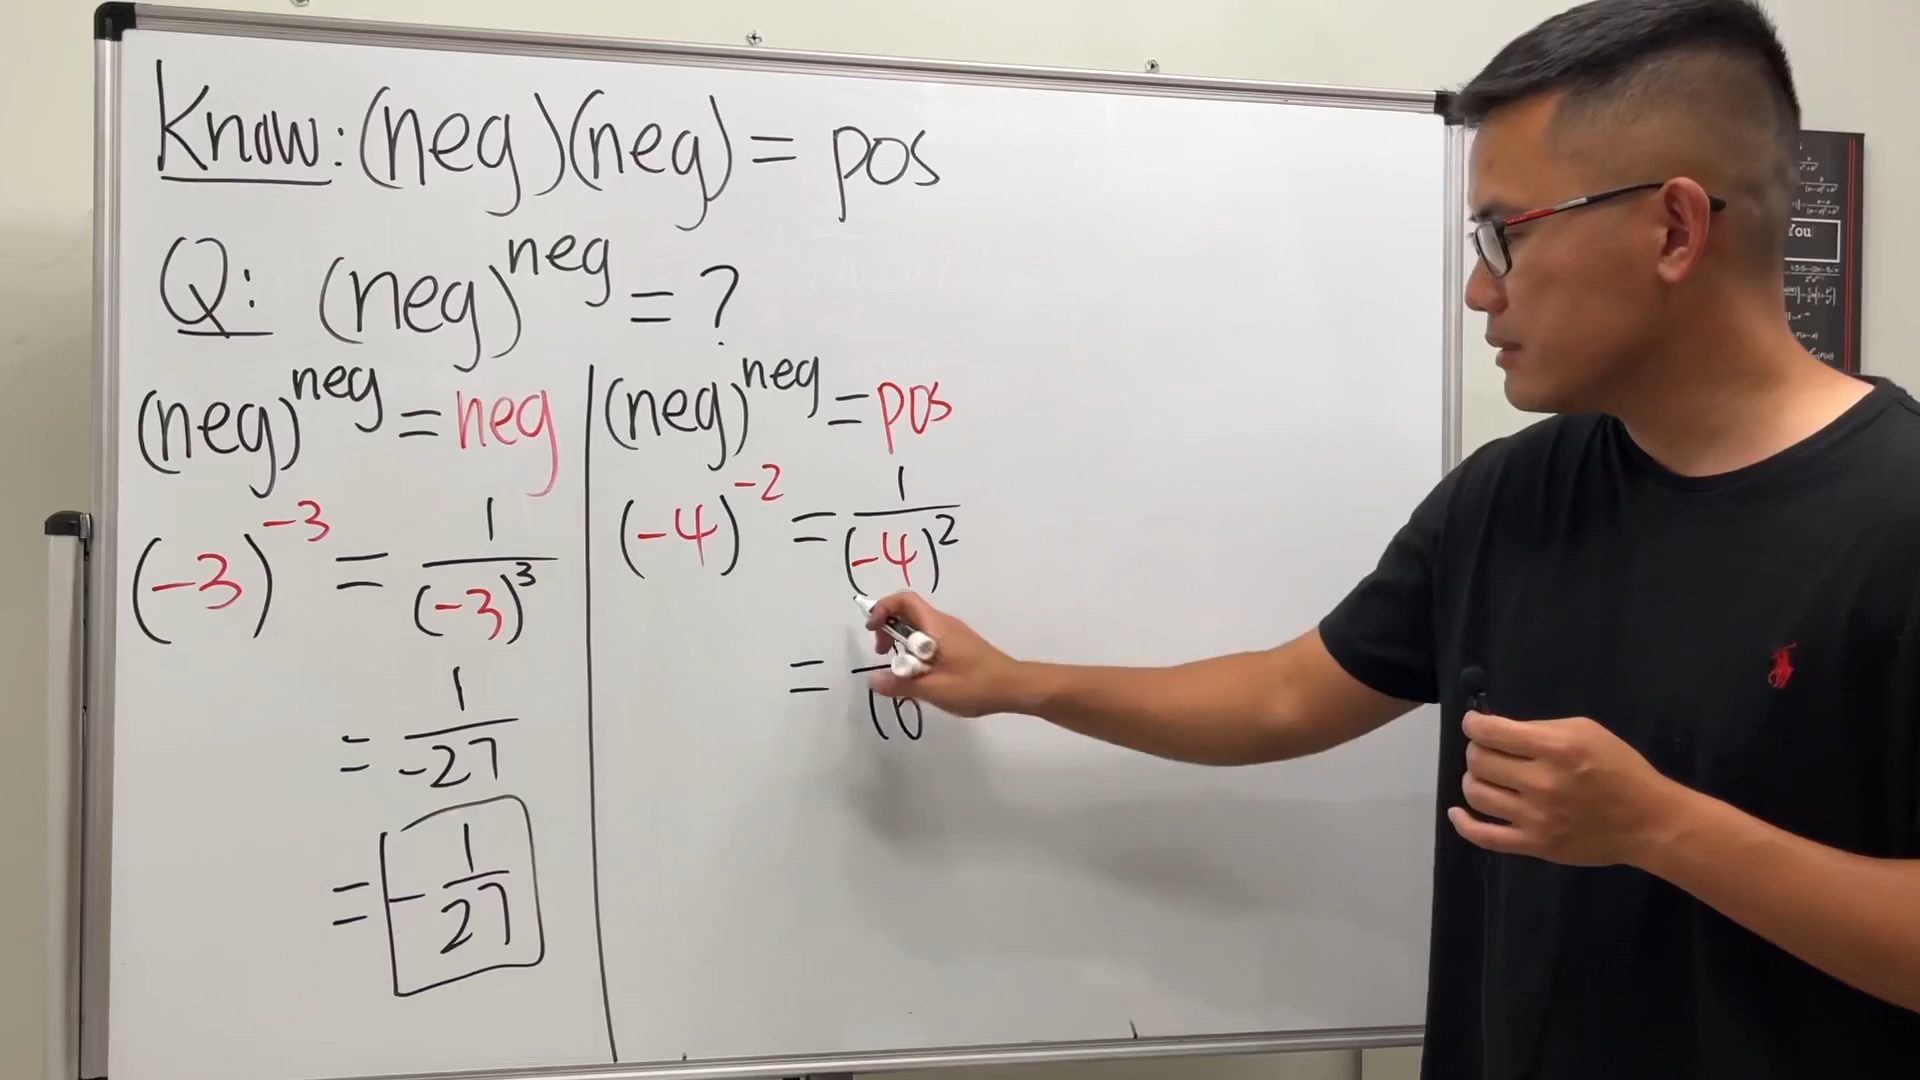 Know: (neg)(neg) = pos
Q: (neg)^neg = ?
(neg)^neg = neg
(-3)^-3 = 1/(-3)^3
= 1/-27
= -1/27
(neg)^neg = pos
(-4)^-2 = 1/(-4)^2
= 1/16
You